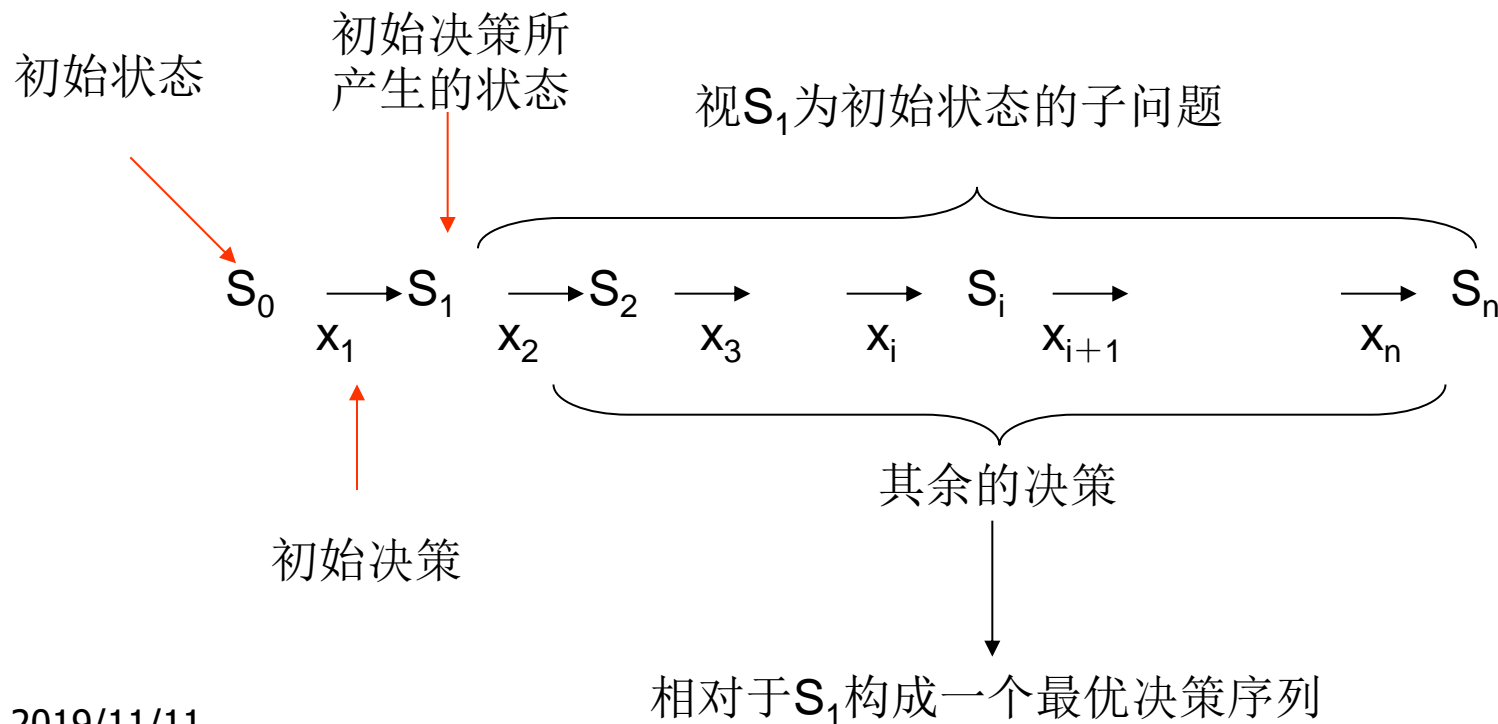 初始状态
初始决策所
产生的状态
视S₁为初始状态的子问题
S₀ S₁ S₂ Sᵢ Sₙ
x₁ x₂ x₃ xᵢ xᵢ₊₁ xₙ
其余的决策
初始决策
相对于S₁构成一个最优决策序列
2019/11/11